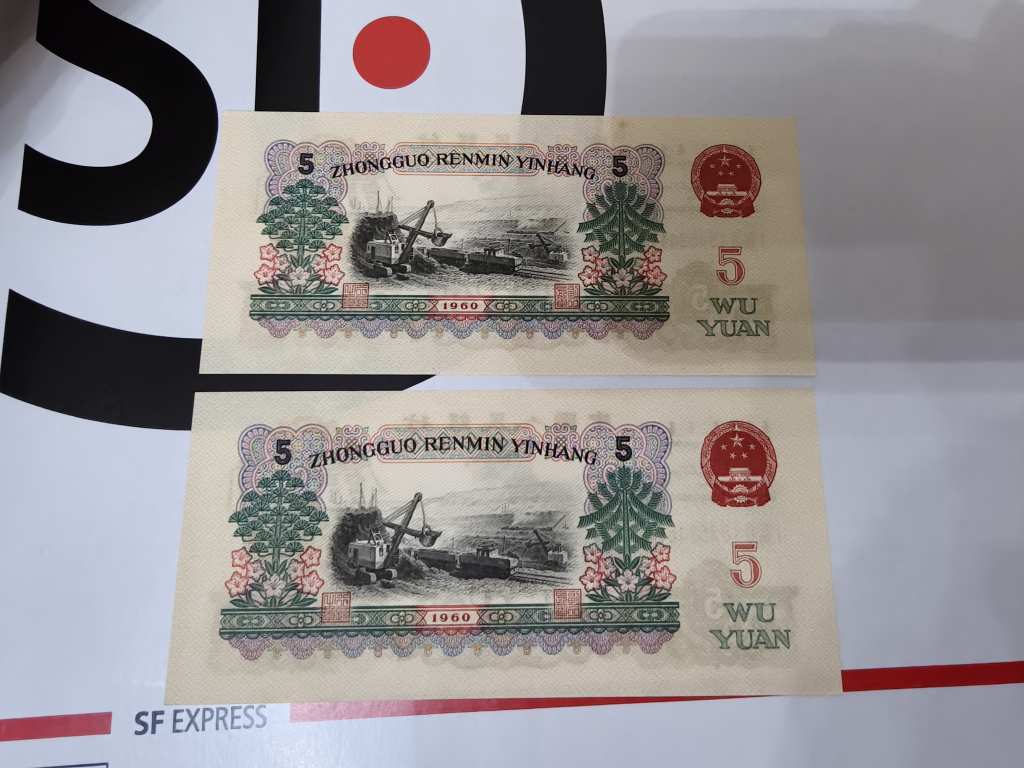 SF
5 ZHONGGUO RENMIN YINHANG 5
5
1960
WU
YUAN
5 ZHONGGUO RENMIN YINHANG 5
5
1960
WU
YUAN
SF EXPRESS